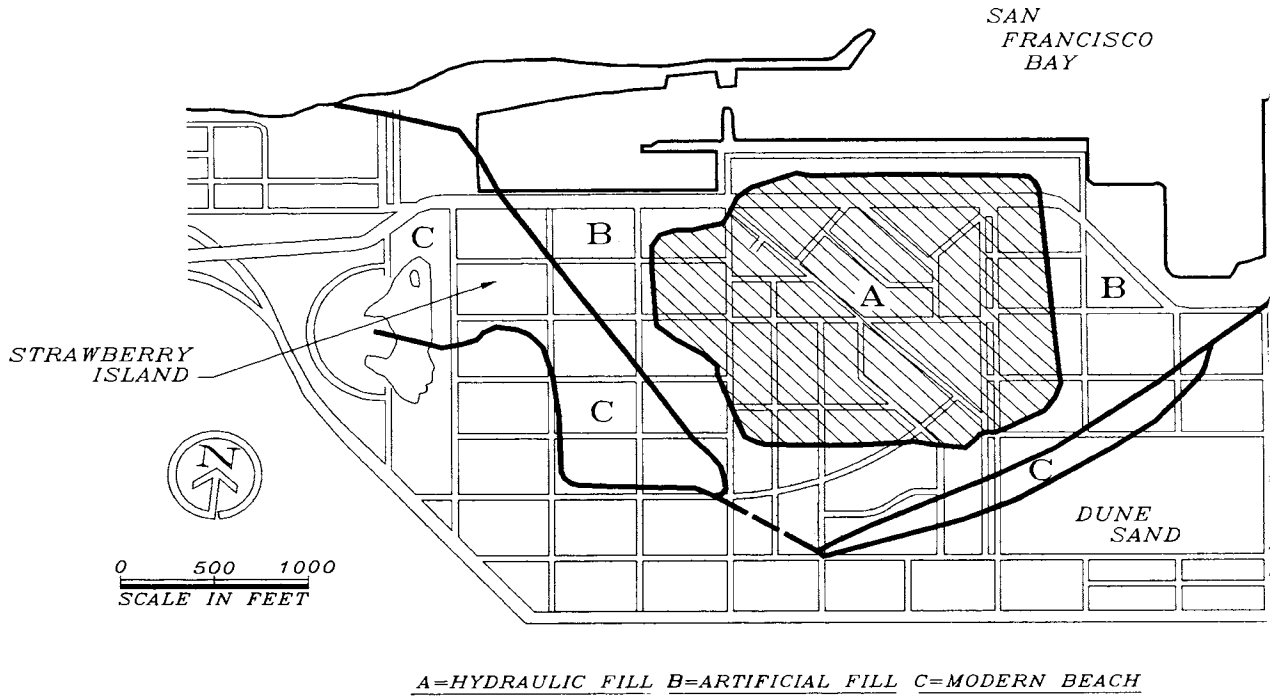 SAN
FRANCISCO
BAY
C
B
A
B
STRAWBERRY
ISLAND
C
N
C
DUNE
SAND
0 500 1000
SCALE IN FEET
A=HYDRAULIC FILL B=ARTIFICIAL FILL C=MODERN BEACH